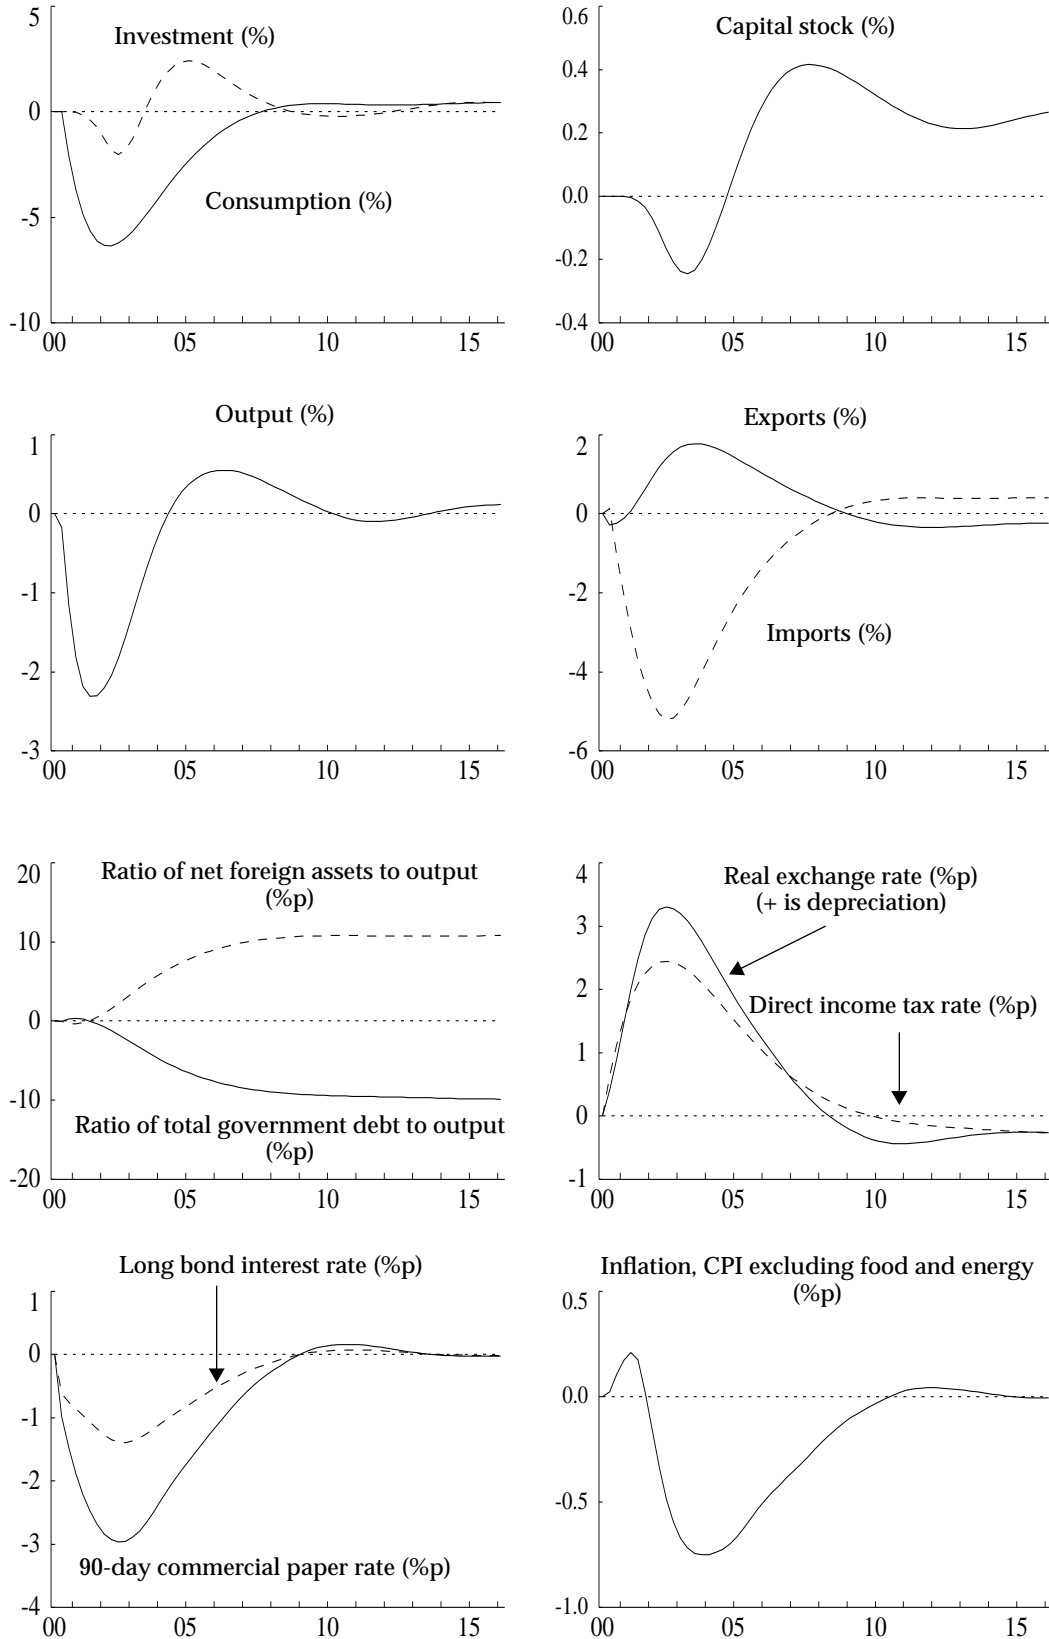 Investment (%)
Consumption (%)
5
0
-5
-10
00 05 10 15
Capital stock (%)
0.6
0.4
0.2
0.0
-0.2
-0.4
00 05 10 15
Output (%)
1
0
-1
-2
-3
00 05 10 15
Exports (%)
Imports (%)
2
0
-2
-4
-6
00 05 10 15
Ratio of net foreign assets to output
(%p)
Ratio of total government debt to output
(%p)
20
10
0
-10
-20
00 05 10 15
Real exchange rate (%p)
(+ is depreciation)
Direct income tax rate (%p)
4
3
2
1
0
-1
00 05 10 15
Long bond interest rate (%p)
90-day commercial paper rate (%p)
1
0
-1
-2
-3
-4
00 05 10 15
Inflation, CPI excluding food and energy
(%p)
0.5
0.0
-0.5
-1.0
00 05 10 15